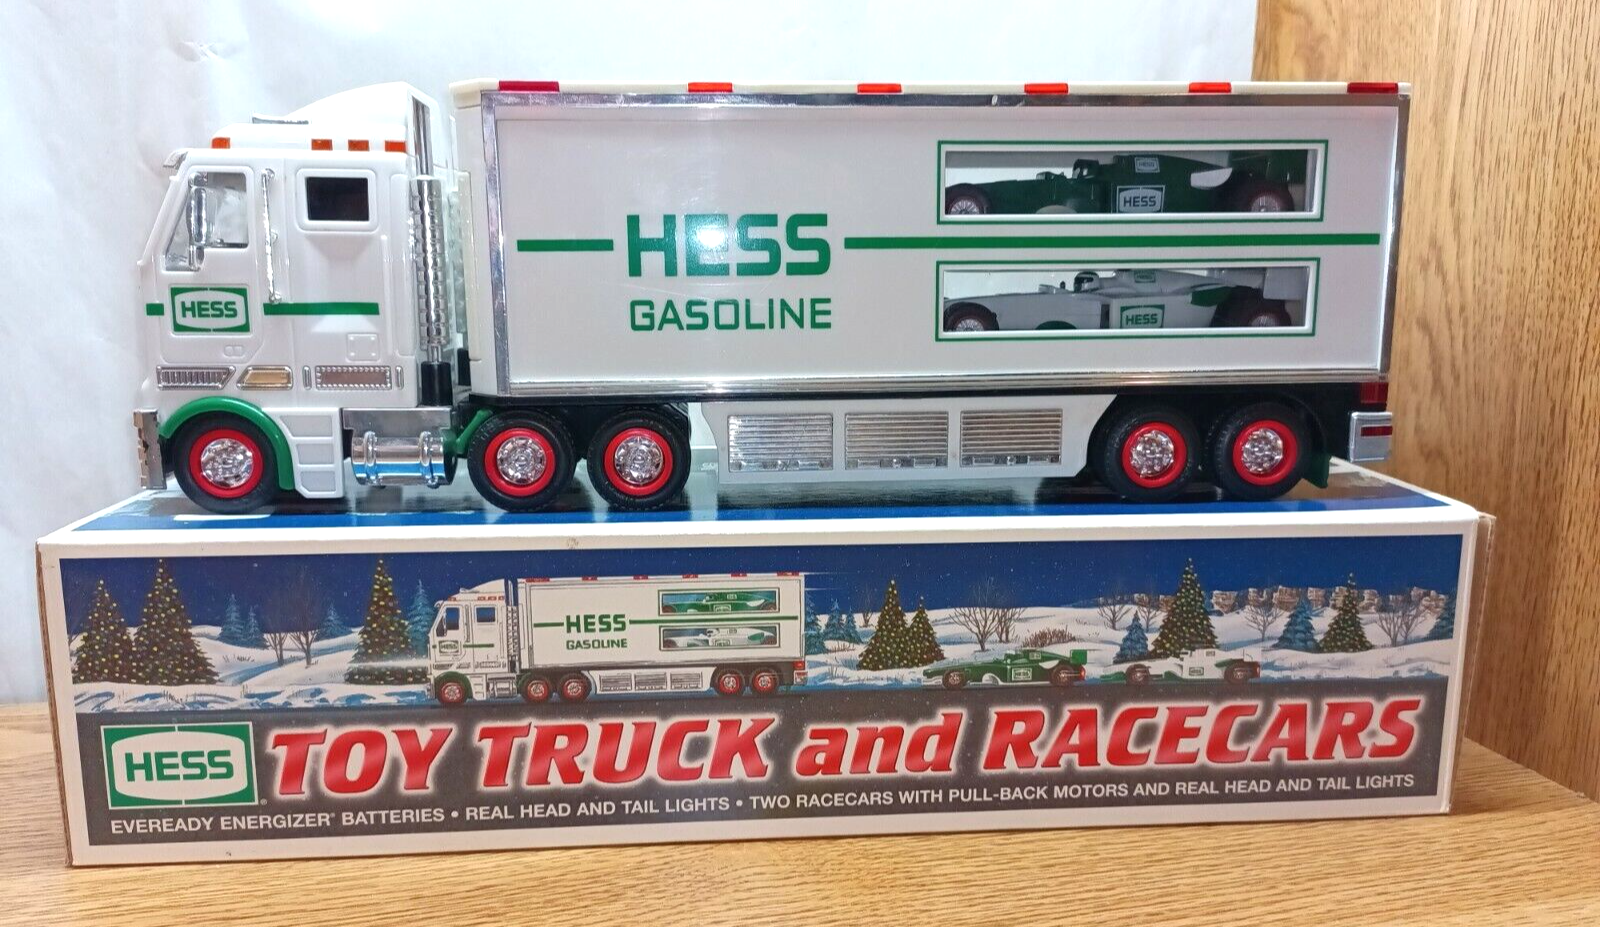 HESS
HESS
GASOLINE
HESS
HESS
HESS
HESS
GASOLINE
HESS
TOY TRUCK and RACECARS
EVEREADY ENERGIZER® BATTERIES • REAL HEAD AND TAIL LIGHTS • TWO RACECARS WITH PULL-BACK MOTORS AND REAL HEAD AND TAIL LIGHTS